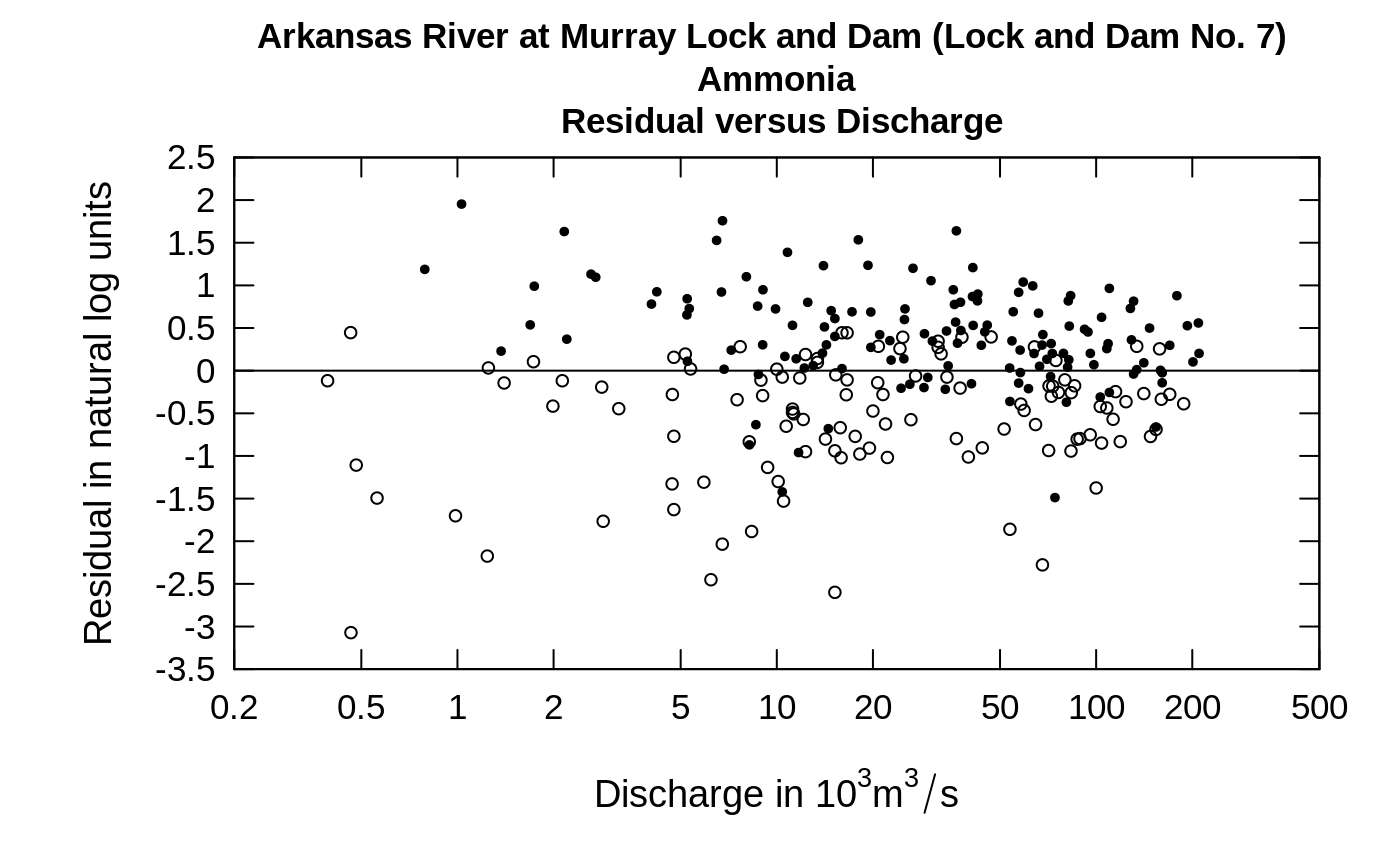 Arkansas River at Murray Lock and Dam (Lock and Dam No. 7)
Ammonia
Residual versus Discharge
Residual in natural log units
2.5
2
1.5
1
0.5
0
-0.5
-1
-1.5
-2
-2.5
-3
-3.5
0.2 0.5 1 2 5 10 20 50 100 200 500
Discharge in 10³m³/s